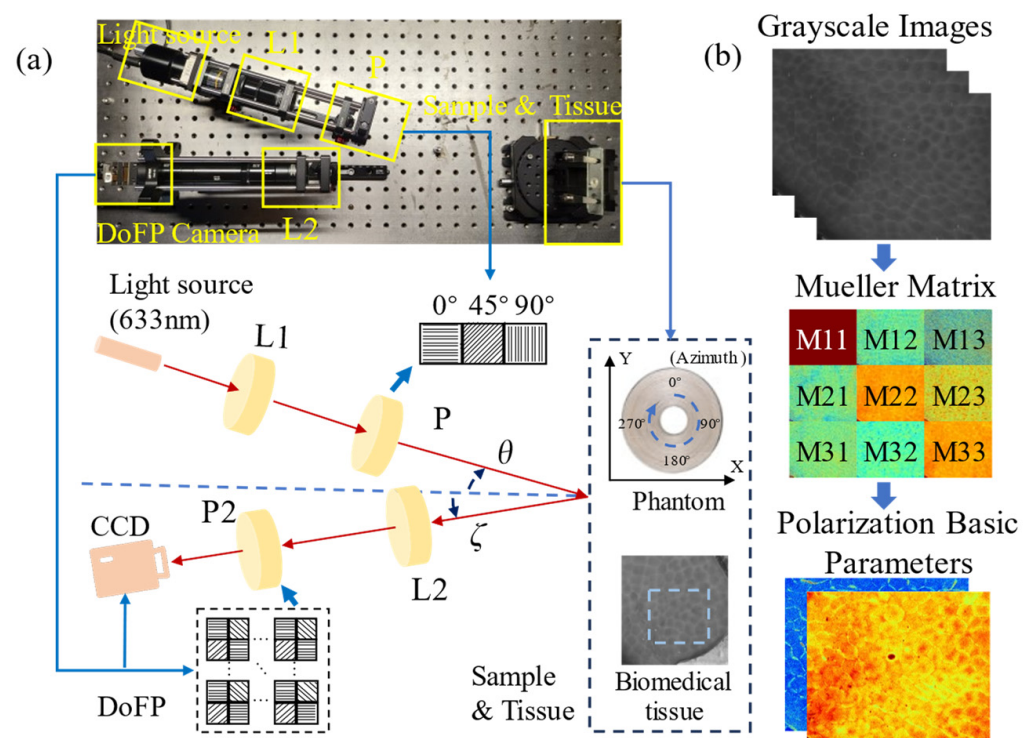 (a)
Light source
L1
P
Sample & Tissue
DoFP Camera
L2
Light source
(633nm)
L1
P
0° 45° 90°
θ
ζ
P2
CCD
L2
DoFP
Sample
& Tissue
Y
(Azimuth)
0°
270°
90°
180°
X
Phantom
Biomedical
tissue
(b)
Grayscale Images
Mueller Matrix
M11 M12 M13
M21 M22 M23
M31 M32 M33
Polarization Basic
Parameters